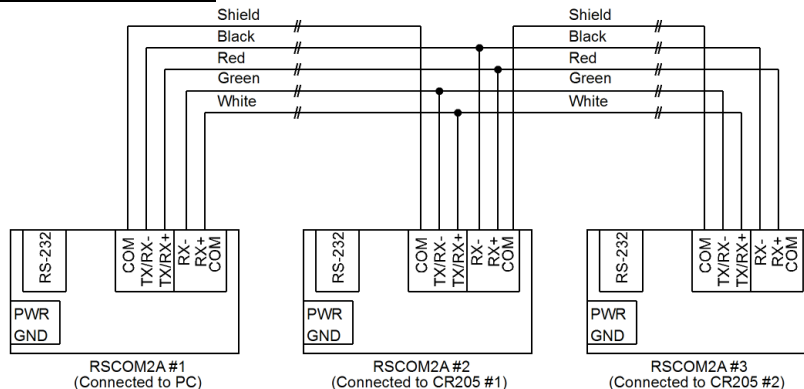 Shield
Black
Red
Green
White
Shield
Black
Red
Green
White
RS-232
COM
TX/RX-
TX/RX+
RX-
RX+
COM
PWR
GND
RSCOM2A #1
(Connected to PC)
RS-232
COM
TX/RX-
TX/RX+
RX-
RX+
COM
PWR
GND
RSCOM2A #2
(Connected to CR205 #1)
RS-232
COM
TX/RX-
TX/RX+
RX-
RX+
COM
PWR
GND
RSCOM2A #3
(Connected to CR205 #2)